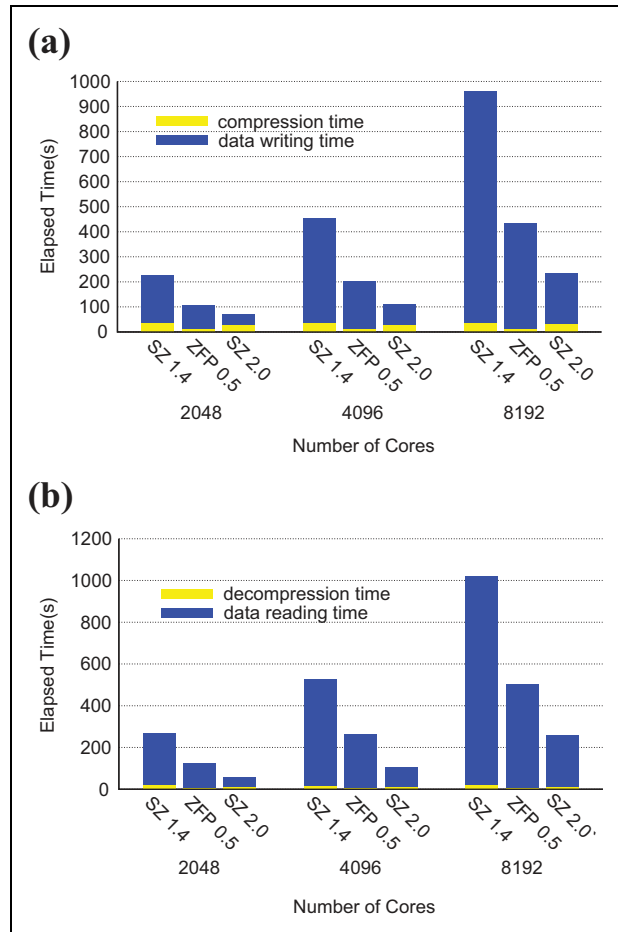 (a)
1000
900
800
700
600
500
400
300
200
100
0
Elapsed Time(s)
compression time
data writing time
SZ 1.4 ZFP 0.5 SZ 2.0 SZ 1.4 ZFP 0.5 SZ 2.0 SZ 1.4 ZFP 0.5 SZ 2.0
2048 4096 8192
Number of Cores
(b)
1200
1000
800
600
400
200
0
Elapsed Time(s)
decompression time
data reading time
SZ 1.4 ZFP 0.5 SZ 2.0 SZ 1.4 ZFP 0.5 SZ 2.0 SZ 1.4 ZFP 0.5 SZ 2.0`
2048 4096 8192
Number of Cores